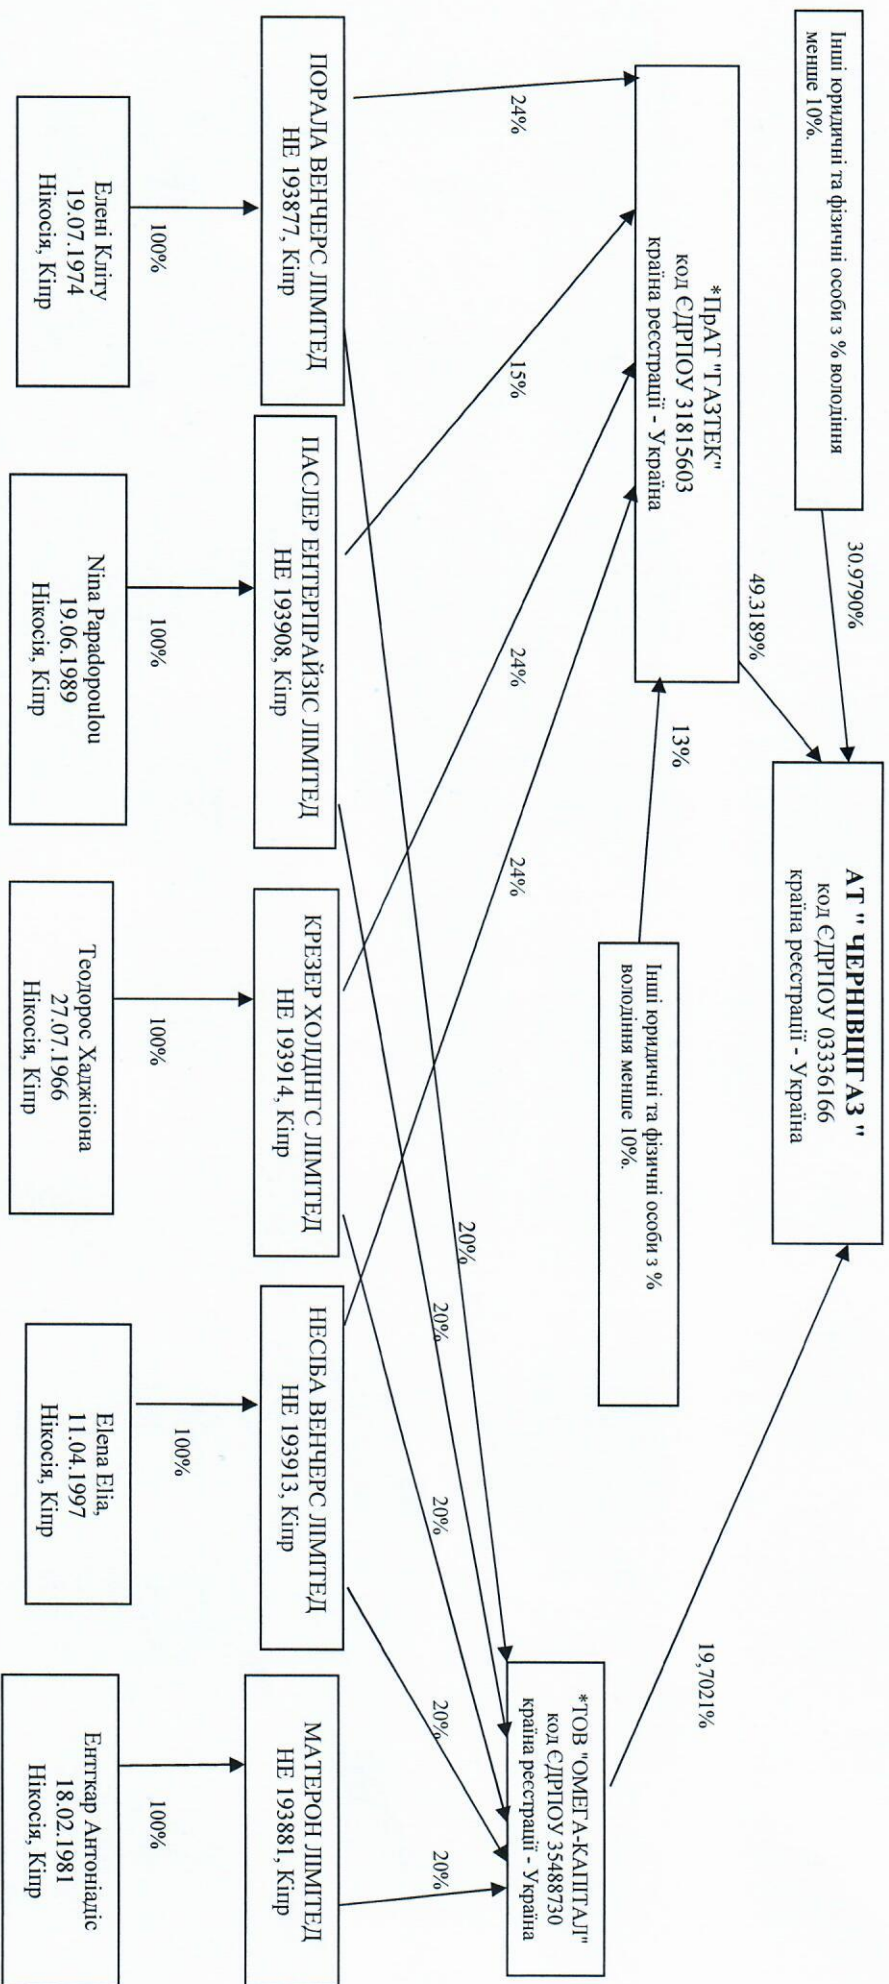 АТ " ЧЕРНІВЦІГАЗ "
код ЄДРПОУ 03336166
країна реєстрації - Україна
Інші юридичні та фізичні особи з % володіння
менше 10%.
30.9790%
49.3189%
19,7021%
*ПрАТ "ГАЗТЕК"
код ЄДРПОУ 31815603
країна реєстрації - Україна
13%
Інші юридичні та фізичні особи з %
володіння менше 10%.
*ТОВ "ОМЕГА-КАПІТАЛ"
код ЄДРПОУ 35488730
країна реєстрації - Україна
24%
15%
24%
24%
20%
20%
20%
20%
20%
ПОРАЛА ВЕНЧЕРС ЛІМІТЕД
НЕ 193877, Кіпр
ПАСЛЕР ЕНТЕРПРАЙЗІС ЛІМІТЕД
НЕ 193908, Кіпр
КРЕЗЕР ХОЛДІНГС ЛІМІТЕД
НЕ 193914, Кіпр
НЕСІБА ВЕНЧЕРС ЛІМІТЕД
НЕ 193913, Кіпр
МАТЕРОН ЛІМІТЕД
НЕ 193881, Кіпр
100%
100%
100%
100%
100%
Елені Кліту
19.07.1974
Нікосія, Кіпр
Nina Papadopoulou
19.06.1989
Нікосія, Кіпр
Теодорос Хаджііона
27.07.1966
Нікосія, Кіпр
Elena Elia,
11.04.1997
Нікосія, Кіпр
Ентгкар Антоніадіс
18.02.1981
Нікосія, Кіпр